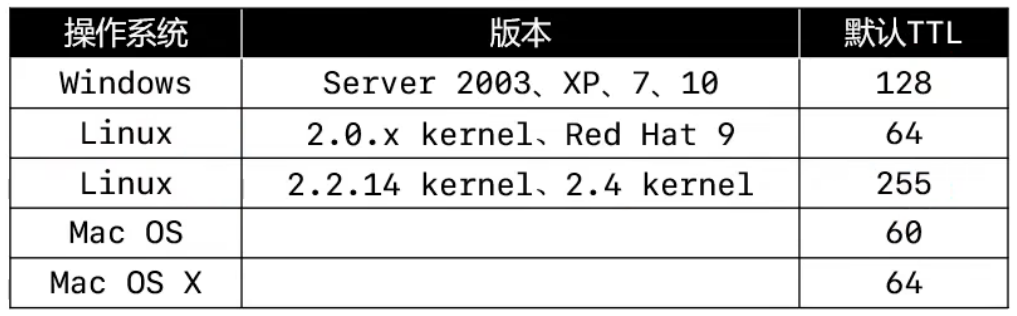 操作系统 版本 默认TTL
Windows Server 2003、XP、7、10 128
Linux 2.0.x kernel、Red Hat 9 64
Linux 2.2.14 kernel、2.4 kernel 255
Mac OS 60
Mac OS X 64